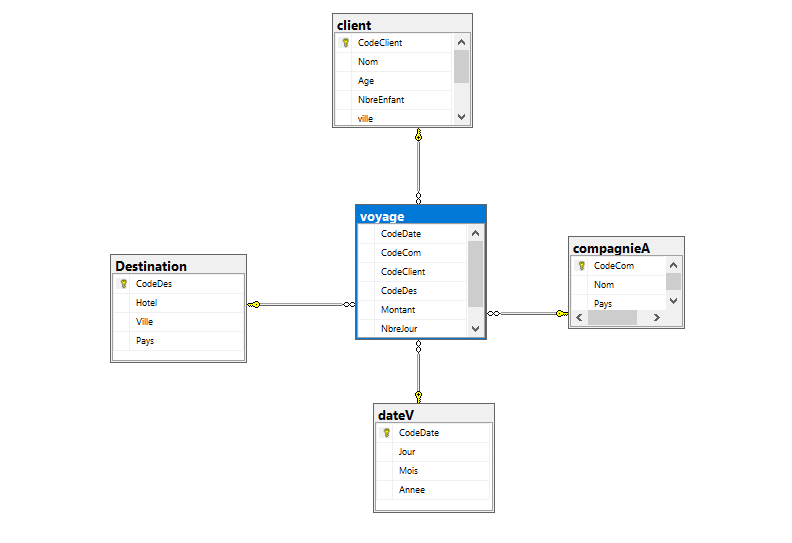 client
CodeClient
Nom
Age
NbreEnfant
ville
voyage
CodeDate
CodeCom
CodeClient
CodeDes
Montant
NbreJour
compagnieA
CodeCom
Nom
Pays
Destination
CodeDes
Hotel
Ville
Pays
dateV
CodeDate
Jour
Mois
Annee